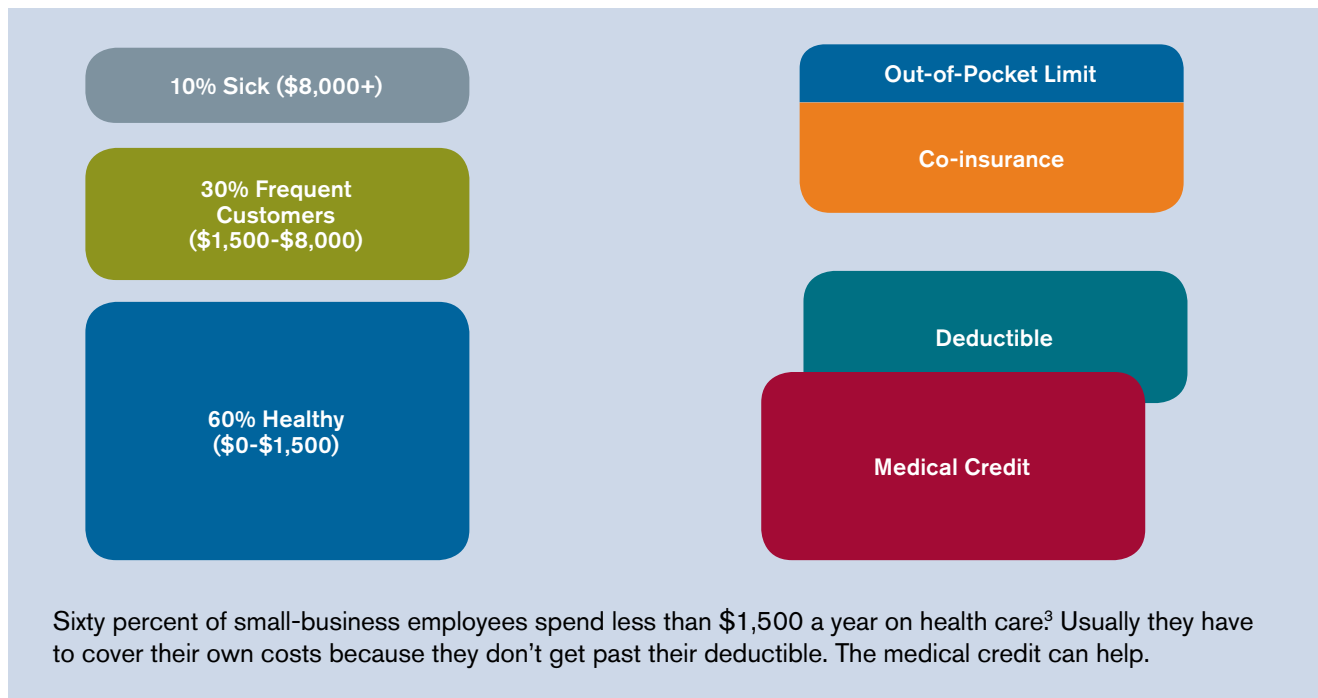 10% Sick ($8,000+)
30% Frequent
Customers
($1,500-$8,000)
60% Healthy
($0-$1,500)
Out-of-Pocket Limit
Co-insurance
Deductible
Medical Credit
Sixty percent of small-business employees spend less than $1,500 a year on health care.³ Usually they have
to cover their own costs because they don’t get past their deductible. The medical credit can help.